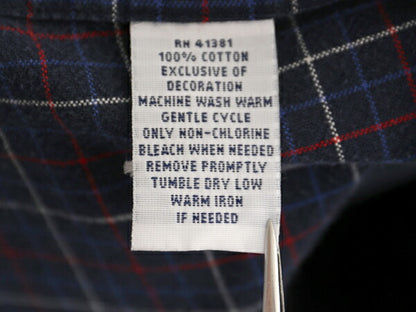 RN 41381
100% COTTON
EXCLUSIVE OF
DECORATION
MACHINE WASH WARM
GENTLE CYCLE
ONLY NON-CHLORINE
BLEACH WHEN NEEDED
REMOVE PROMPTLY
TUMBLE DRY LOW
WARM IRON
IF NEEDED